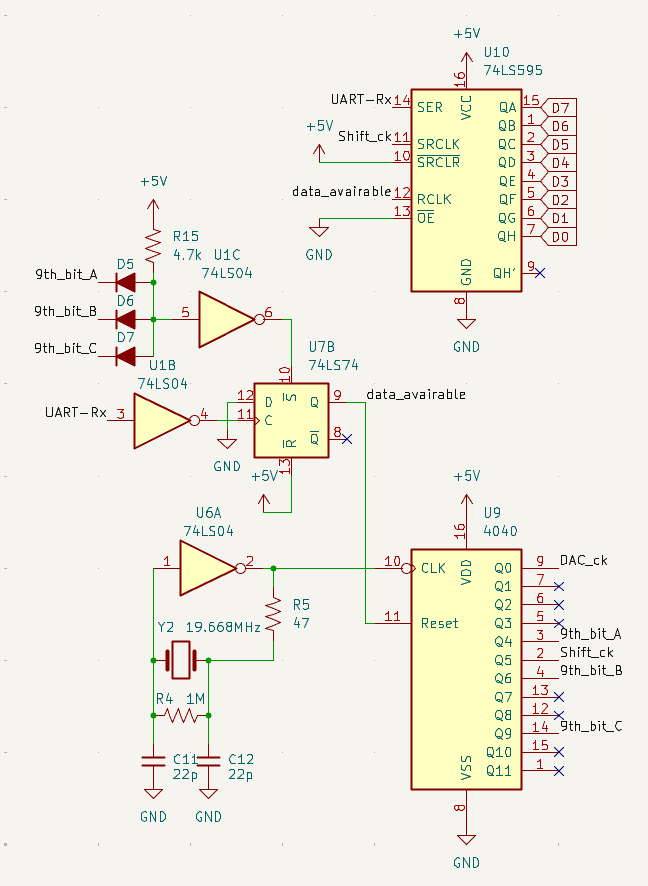 +5V
U10
74LS595
16
VCC
UART-Rx
14
SER
QA
15
D7
QB
1
D6
+5V
Shift_ck
11
SRCLK
QC
2
D5
10
SRCLR
QD
3
D4
QE
4
D3
data_avairable
12
RCLK
QF
5
D2
13
OE
QG
6
D1
QH
7
D0
GND
QH'
9
GND
8
GND
+5V
R15
4.7k
U1C
74LS04
D5
9th_bit_A
D6
9th_bit_B
5
6
D7
9th_bit_C
U1B
74LS04
UART-Rx
3
4
U7B
74LS74
10
S
12
D
Q
9
data_avairable
11
C
Q
8
R
13
GND
+5V
U6A
74LS04
1
2
R5
47
Y2
19.668MHz
R4
1M
C11
22p
C12
22p
GND
GND
+5V
U9
4040
16
VDD
10
CLK
Q0
9
DAC_ck
Q1
7
Q2
6
11
Reset
Q3
5
Q4
3
9th_bit_A
Q5
2
Shift_ck
Q6
4
9th_bit_B
Q7
13
Q8
12
Q9
14
9th_bit_C
Q10
15
Q11
1
VSS
8
GND